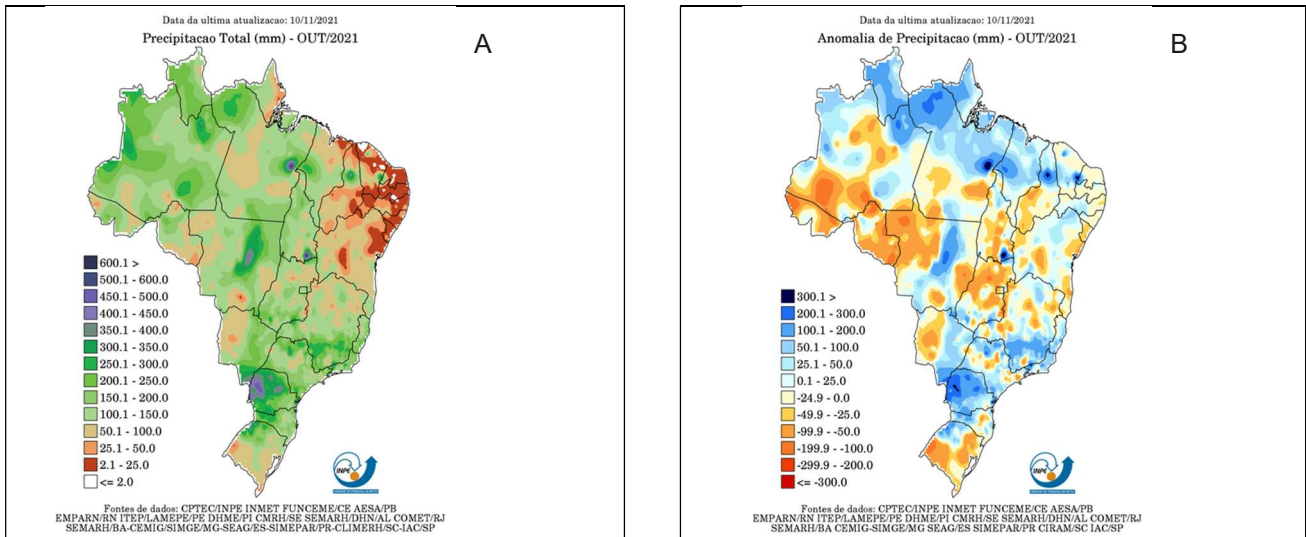 Data da ultima atualizacao: 10/11/2021
Precipitacao Total (mm) - OUT/2021
A
600.1 >
500.1 - 600.0
450.1 - 500.0
400.1 - 450.0
350.1 - 400.0
300.1 - 350.0
250.1 - 300.0
200.1 - 250.0
150.1 - 200.0
100.1 - 150.0
50.1 - 100.0
25.1 - 50.0
2.1 - 25.0
<= 2.0
INPE
Fontes de dados: CPTEC/INPE INMET FUNCEME/CE AESA/PB
EMPARN/RN ITEP/LAMEPE/PE DHME/PI CMRH/SE SEMARH/DHN/AL COMET/RJ
SEMARH/BA-CEMIG/SIMGE/MG-SEAG/ES-SIMEPAR/PR-CLIMERH/SC-IAC/SP
Data da ultima atualizacao: 10/11/2021
Anomalia de Precipitacao (mm) - OUT/2021
B
300.1 >
200.1 - 300.0
100.1 - 200.0
50.1 - 100.0
25.1 - 50.0
0.1 - 25.0
-24.9 - 0.0
-49.9 - -25.0
-99.9 - -50.0
-199.9 - -100.0
-299.9 - -200.0
<= -300.0
INPE
Fontes de dados: CPTEC/INPE INMET FUNCEME/CE AESA/PB
EMPARN/RN ITEP/LAMEPE/PE DHME/PI CMRH/SE SEMARH/DHN/AL COMET/RJ
SEMARH/BA CEMIG-SIMGE/MG SEAG/ES SIMEPAR/PR CIRAM/SC IAC/SP